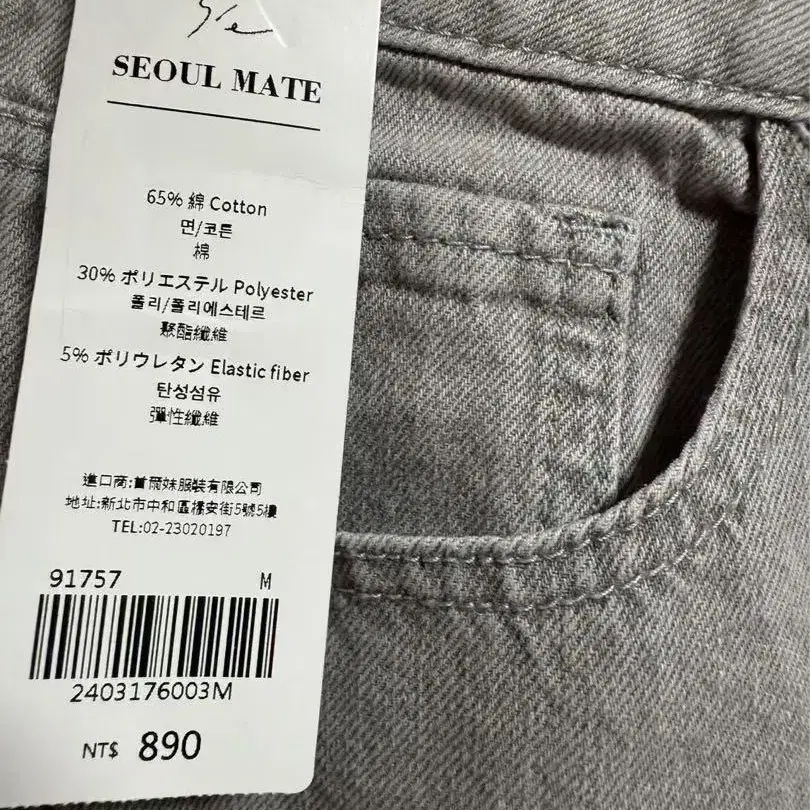 SEOUL MATE
65% 綿 Cotton
면/코튼
棉
30% ポリエステル Polyester
폴리/폴리에스테르
聚酯纖維
5% ポリウレタン Elastic fiber
탄성섬유
彈性纖維
進口商:首爾妹服裝有限公司
地址:新北市中和區橋安街5號5樓
TEL:02-23020197
91757 M
2403176003M
NT$ 890